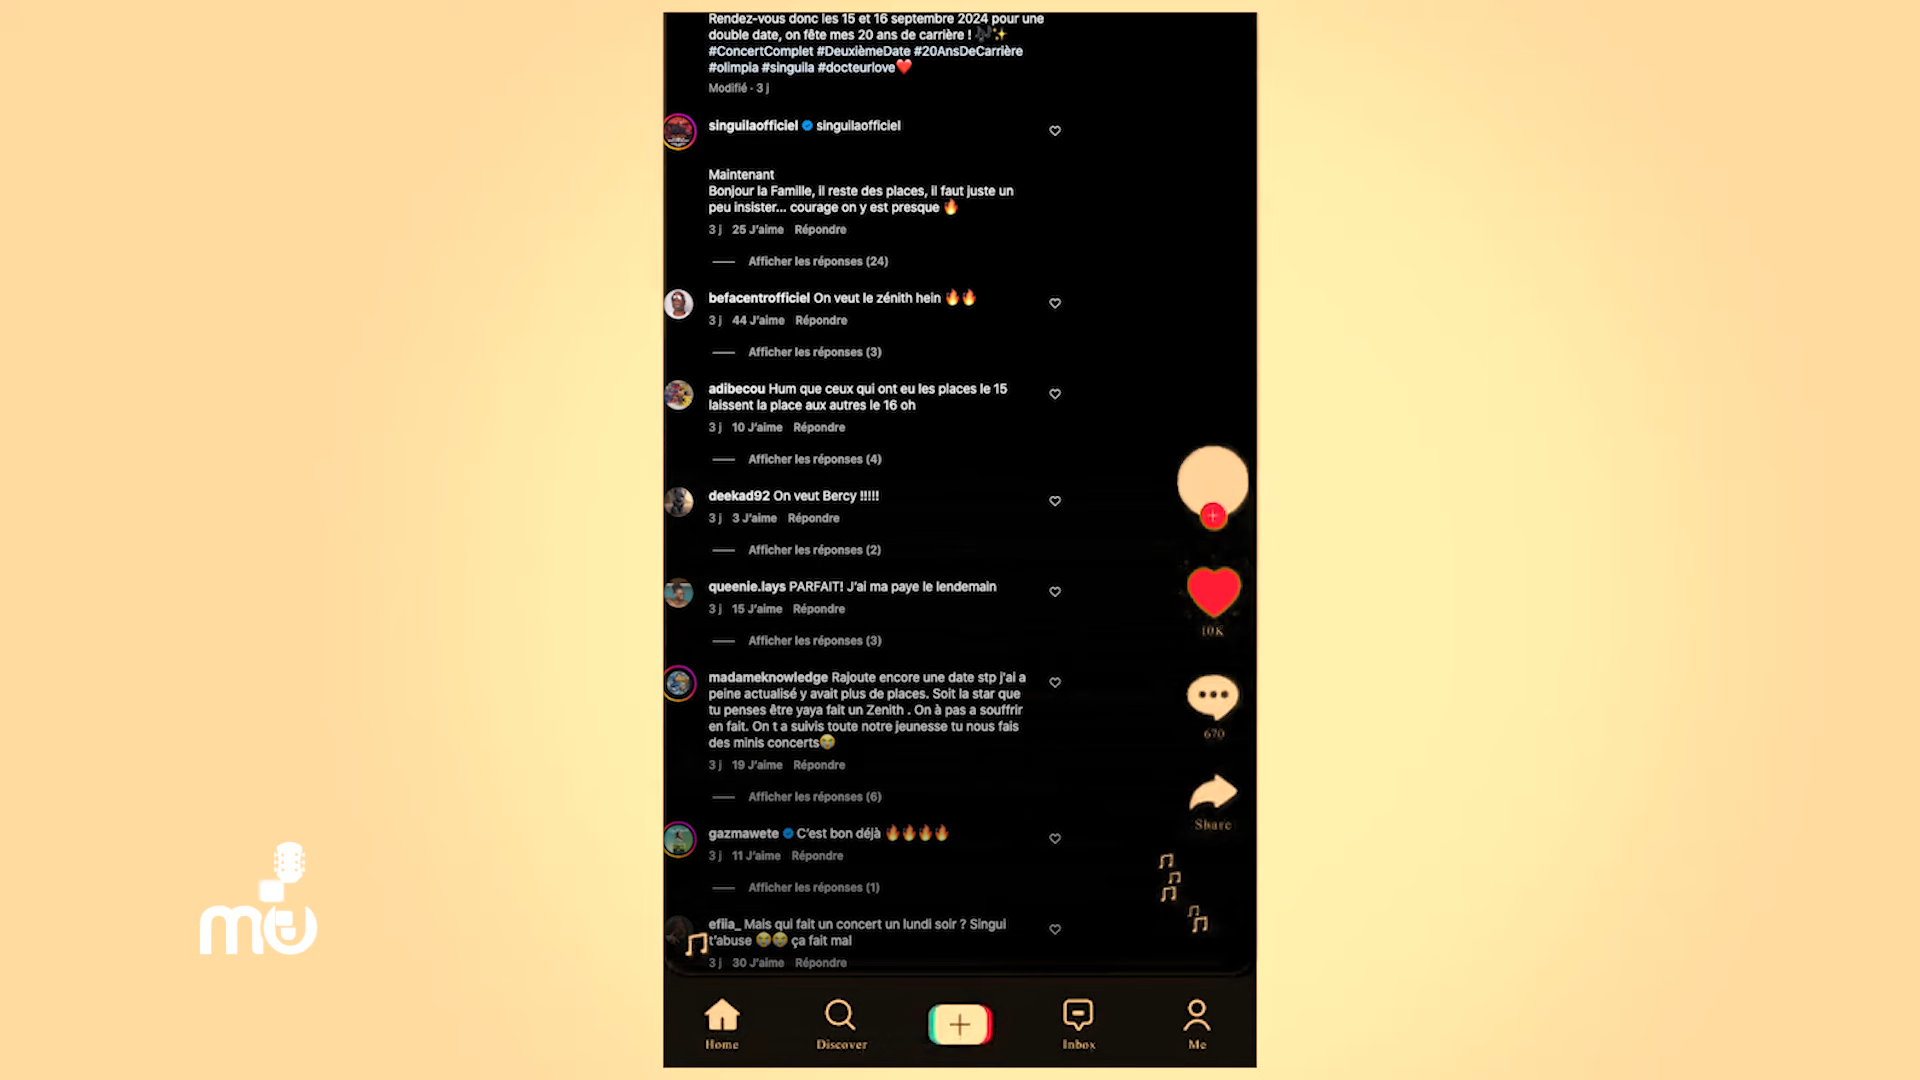 Rendez-vous donc les 15 et 16 septembre 2024 pour une
double date, on fête mes 20 ans de carrière ! 🎶✨
#ConcertComplet #DeuxièmeDate #20AnsDeCarrière
#olimpia #singuila #docteurlove❤️
Modifié · 3 j
singuilaofficiel singuilaofficiel
Maintenant
Bonjour la Famille, il reste des places, il faut juste un
peu insister... courage on y est presque 🔥
3 j 25 J'aime Répondre
Afficher les réponses (24)
befacentrofficiel On veut le zénith hein 🔥🔥
3 j 44 J'aime Répondre
Afficher les réponses (3)
adibecou Hum que ceux qui ont eu les places le 15
laissent la place aux autres le 16 oh
3 j 10 J'aime Répondre
Afficher les réponses (4)
deekad92 On veut Bercy !!!!!
3 j 3 J'aime Répondre
Afficher les réponses (2)
queenie.lays PARFAIT! J'ai ma paye le lendemain
3 j 15 J'aime Répondre
Afficher les réponses (3)
madameknowledge Rajoute encore une date stp j'ai a
peine actualisé y avait plus de places. Soit la star que
tu penses être yaya fait un Zenith . On à pas a souffrir
en fait. On t a suivis toute notre jeunesse tu nous fais
des minis concerts😭
3 j 19 J'aime Répondre
Afficher les réponses (6)
gazmawete C'est bon déjà 🔥🔥🔥🔥
3 j 11 J'aime Répondre
Afficher les réponses (1)
efiia_ Mais qui fait un concert un lundi soir ? Singui
t'abuse 😭😭 ça fait mal
3 j 30 J'aime Répondre
10K
670
Share
Home
Discover
Inbox
Me
mu